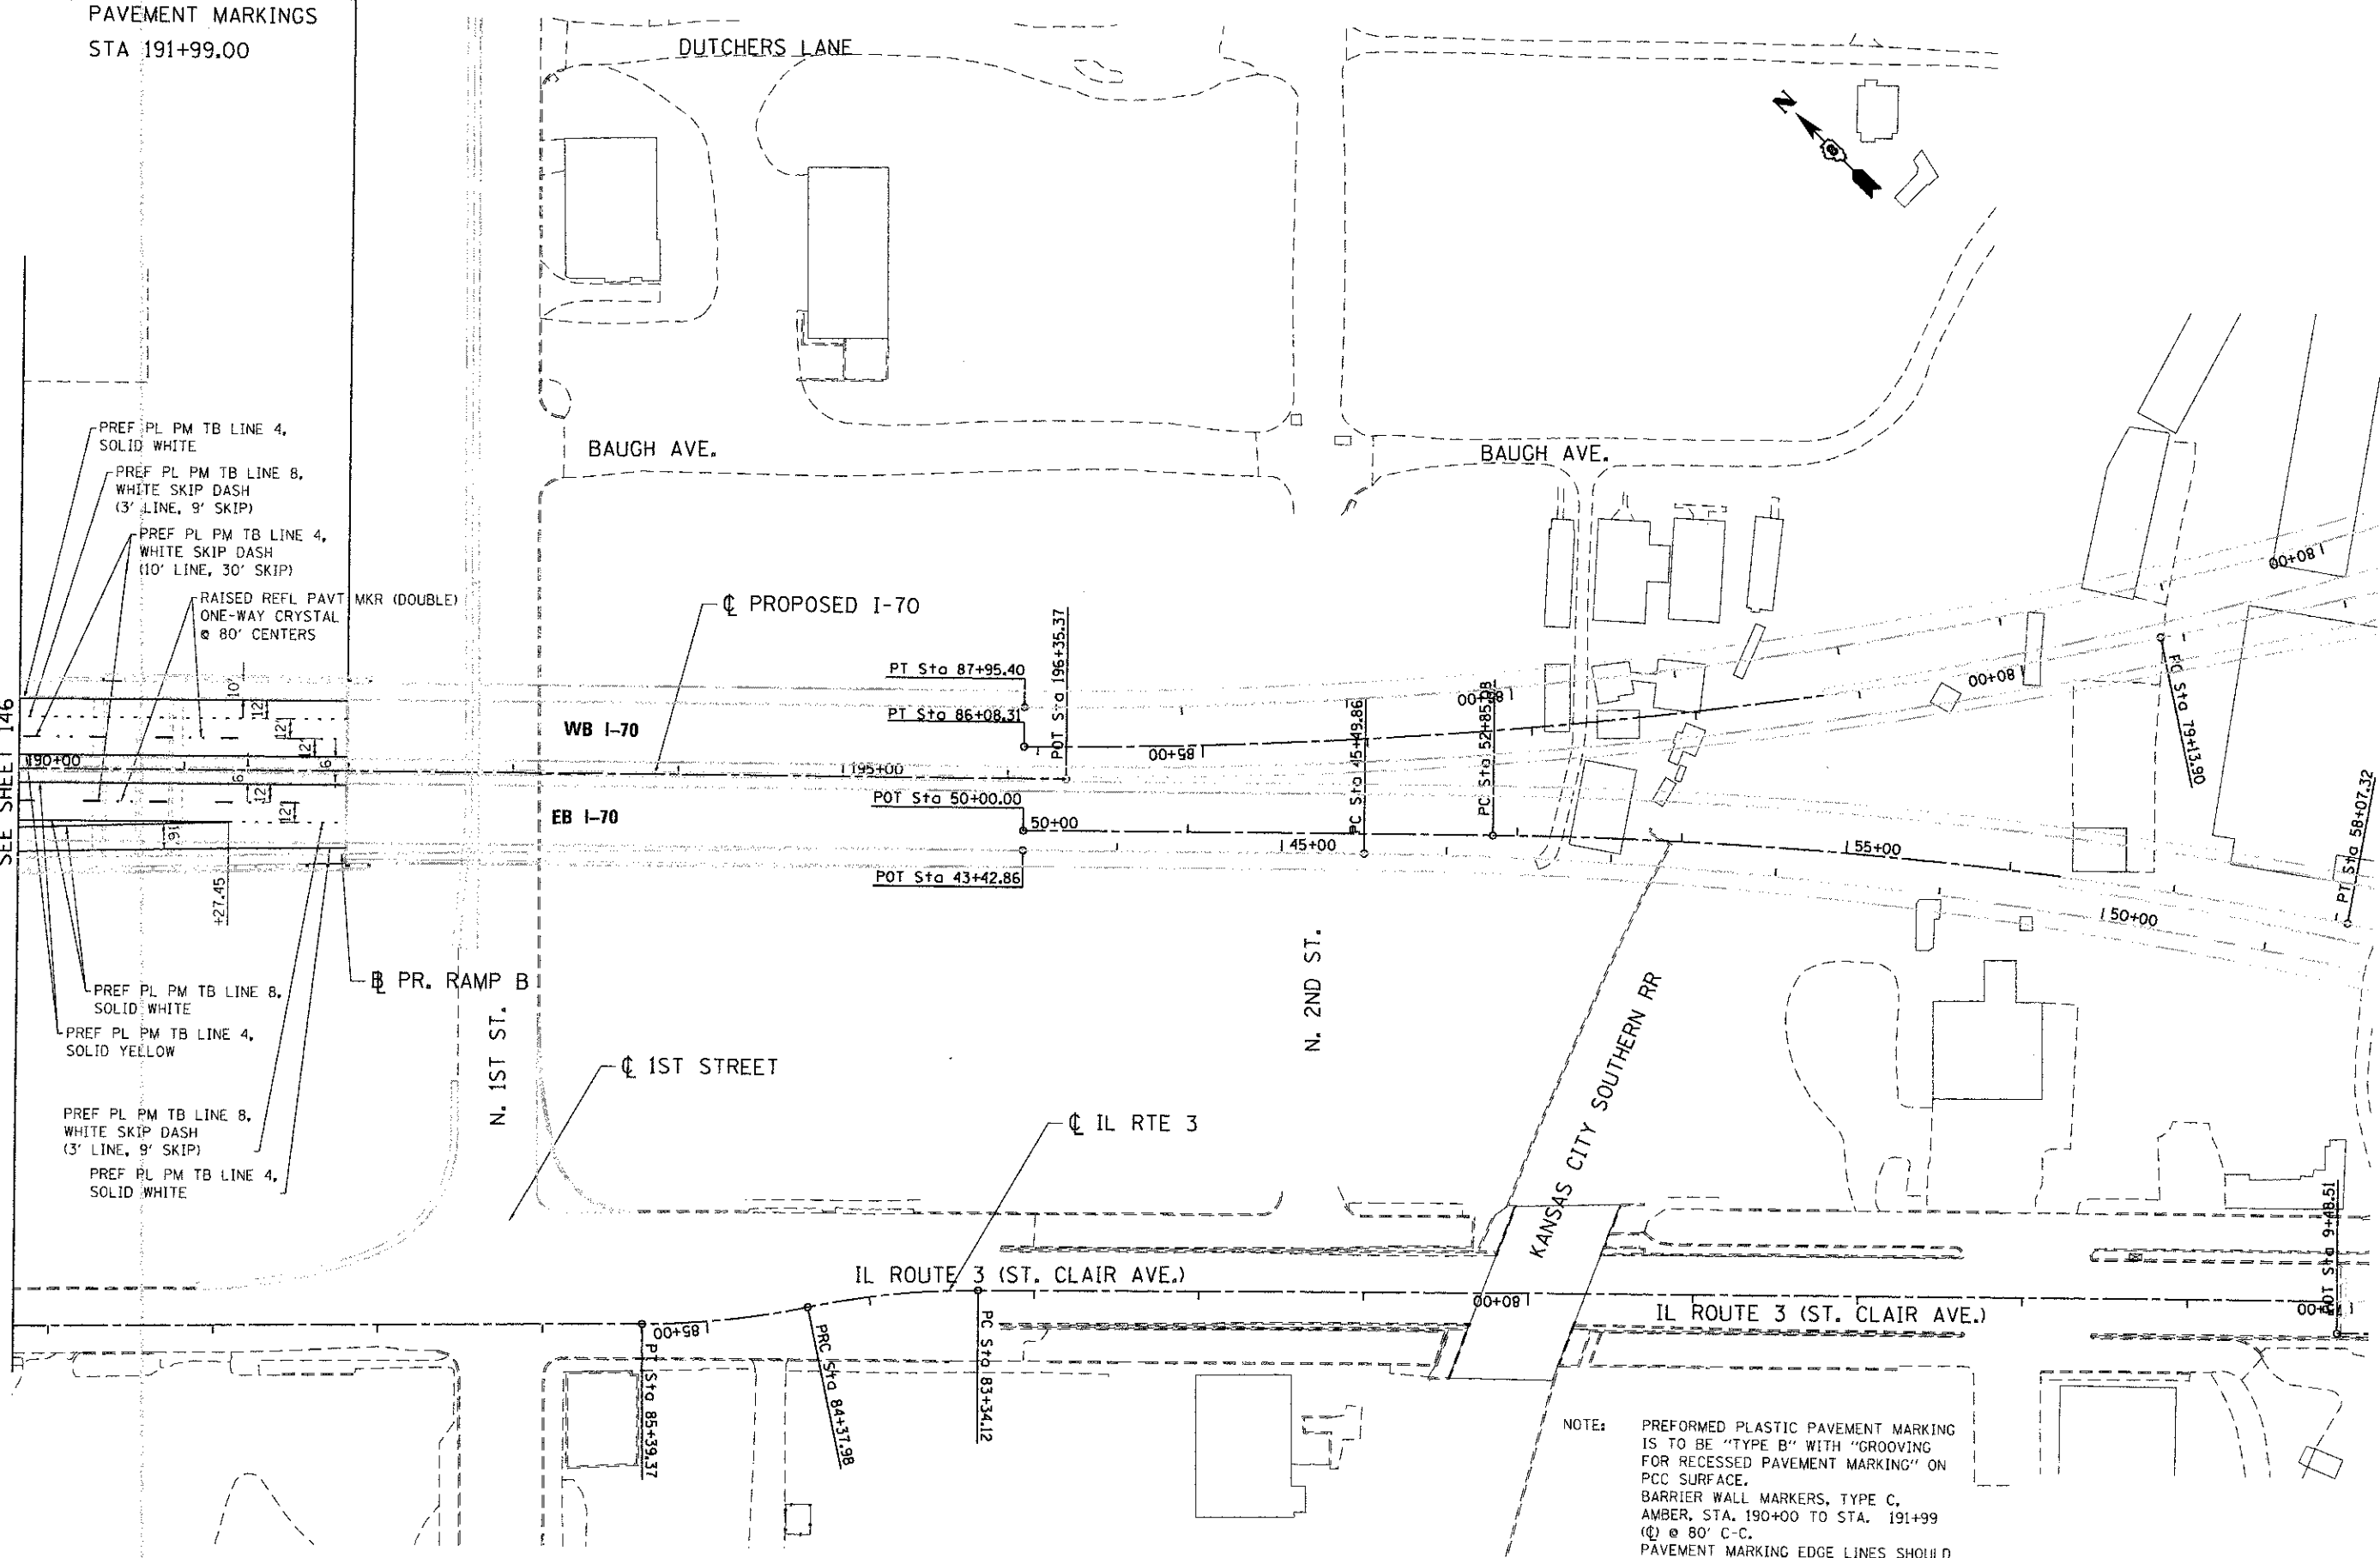 PAVEMENT MARKINGS
STA 191+99.00
DUTCHERS LANE
N
PREF PL PM TB LINE 4,
SOLID WHITE
PREF PL PM TB LINE 8,
WHITE SKIP DASH
(3' LINE, 9' SKIP)
PREF PL PM TB LINE 4,
WHITE SKIP DASH
(10' LINE, 30' SKIP)
RAISED REFL PAVT MKR (DOUBLE)
ONE-WAY CRYSTAL
@ 80' CENTERS
BAUGH AVE.
BAUGH AVE.
℄ PROPOSED I-70
SEE SHEET 146
10'
12'
12'
12'
6'
6'
12'
12'
16'
190+00
195+00
+27.45
WB I-70
EB I-70
PT Sta 87+95.40
PT Sta 86+08.31
POT Sta 196+35.37
POT Sta 50+00.00
POT Sta 43+42.86
50+00
45+00
85+00
PC Sta 45+49.86
PC Sta 52+85.08
80+00
80+00
PC Sta 79+13.90
55+00
50+00
PT Sta 58+07.32
PREF PL PM TB LINE 8,
SOLID WHITE
PREF PL PM TB LINE 4,
SOLID YELLOW
PREF PL PM TB LINE 8,
WHITE SKIP DASH
(3' LINE, 9' SKIP)
PREF PL PM TB LINE 4,
SOLID WHITE
PR. RAMP B
N. 1ST ST.
℄ 1ST STREET
N. 2ND ST.
KANSAS CITY SOUTHERN RR
℄ IL RTE 3
IL ROUTE 3 (ST. CLAIR AVE.)
IL ROUTE 3 (ST. CLAIR AVE.)
85+00
80+00
PT Sta 85+39.37
PRC Sta 84+37.98
PC Sta 83+34.12
POT Sta 9+48.51
NOTE: PREFORMED PLASTIC PAVEMENT MARKING
IS TO BE "TYPE B" WITH "GROOVING
FOR RECESSED PAVEMENT MARKING" ON
PCC SURFACE.
BARRIER WALL MARKERS, TYPE C,
AMBER, STA. 190+00 TO STA. 191+99
(℄) @ 80' C-C.
PAVEMENT MARKING EDGE LINES SHOULD